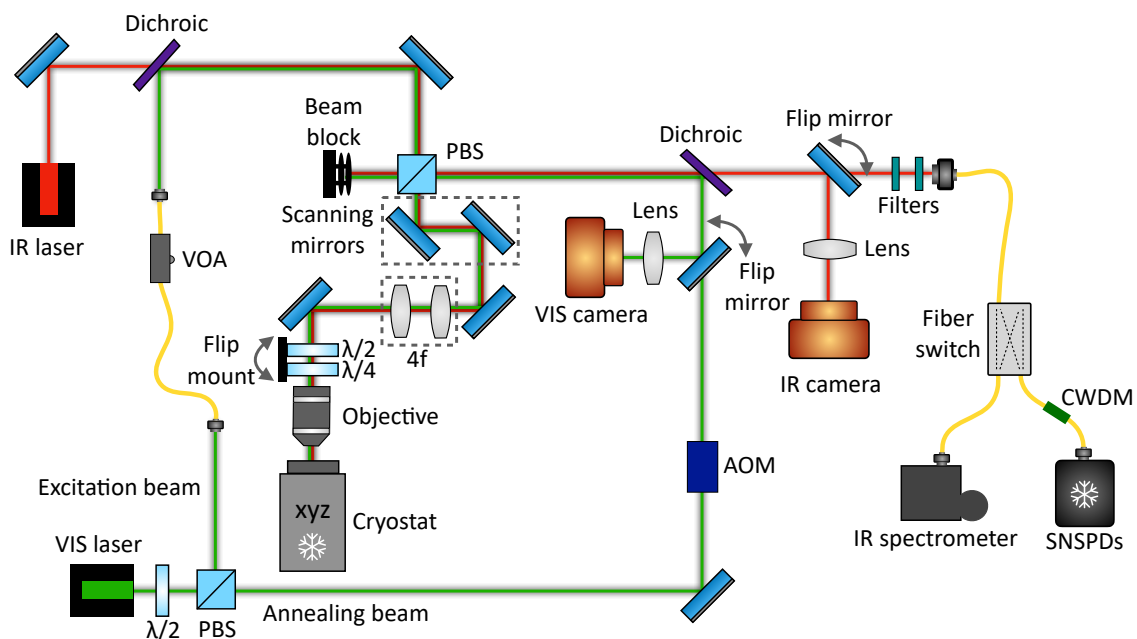 Dichroic
Beam
block
PBS
Dichroic
Flip mirror
IR laser
Scanning
mirrors
Lens
Filters
VOA
Flip
mirror
Lens
VIS camera
Fiber
switch
4f
Flip
mount
λ/2
λ/4
IR camera
CWDM
Objective
AOM
Excitation beam
xyz
Cryostat
IR spectrometer
SNSPDs
VIS laser
λ/2
PBS
Annealing beam